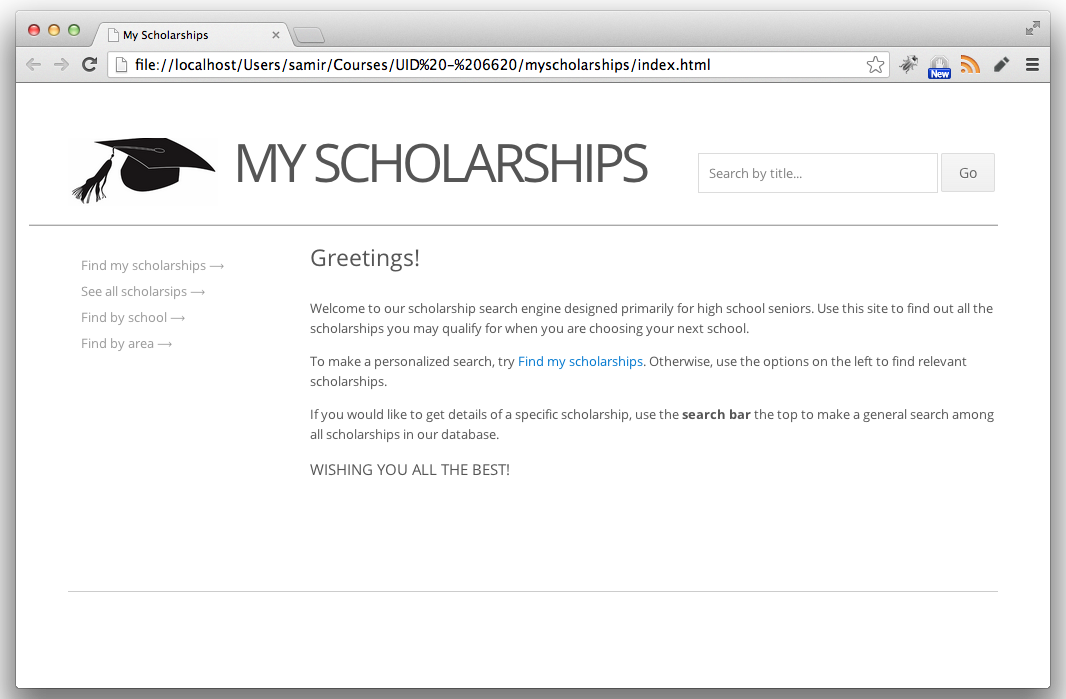 My Scholarships
file://localhost/Users/samir/Courses/UID%20-%206620/myscholarships/index.html
New
MY SCHOLARSHIPS
Search by title...
Go
Find my scholarships →
See all scholarsips →
Find by school →
Find by area →
Greetings!
Welcome to our scholarship search engine designed primarily for high school seniors. Use this site to find out all the
scholarships you may qualify for when you are choosing your next school.
To make a personalized search, try Find my scholarships. Otherwise, use the options on the left to find relevant
scholarships.
If you would like to get details of a specific scholarship, use the search bar the top to make a general search among
all scholarships in our database.
WISHING YOU ALL THE BEST!